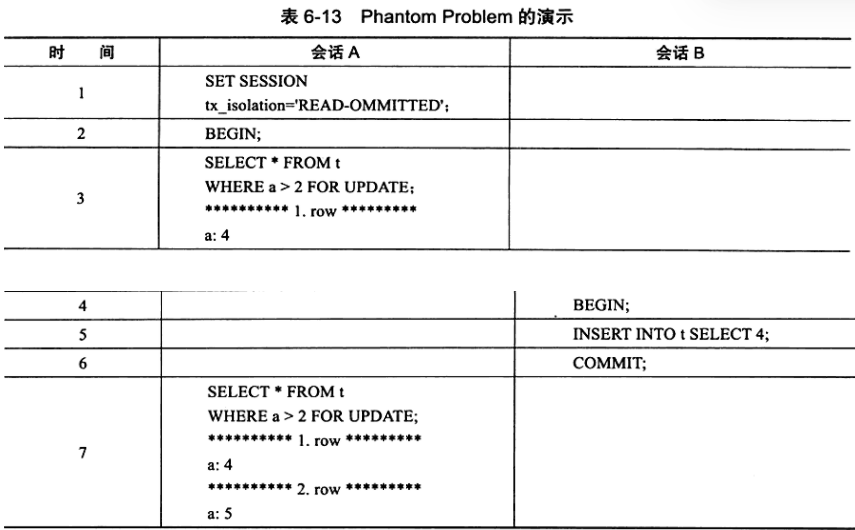 表 6-13 Phantom Problem 的演示
时 间 会话 A 会话 B
1 SET SESSION
tx_isolation='READ-OMMITTED';
2 BEGIN;
3 SELECT * FROM t
WHERE a > 2 FOR UPDATE;
********** 1. row *********
a: 4
4 BEGIN;
5 INSERT INTO t SELECT 4;
6 COMMIT;
7 SELECT * FROM t
WHERE a > 2 FOR UPDATE;
********** 1. row *********
a: 4
********** 2. row *********
a: 5